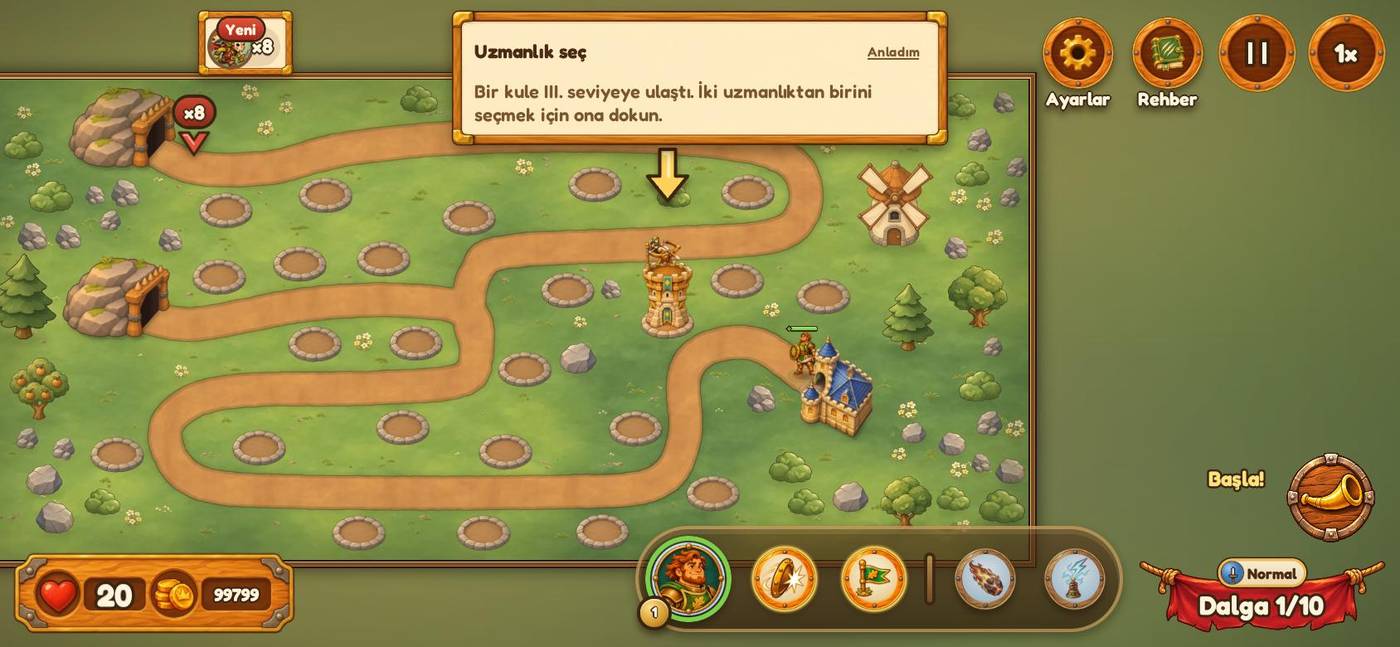 Yeni
x8
Uzmanlık seç
Anladım
Bir kule III. seviyeye ulaştı. İki uzmanlıktan birini
seçmek için ona dokun.
1x
Ayarlar
Rehber
x8
Başla!
20
99799
1
Normal
Dalga 1/10